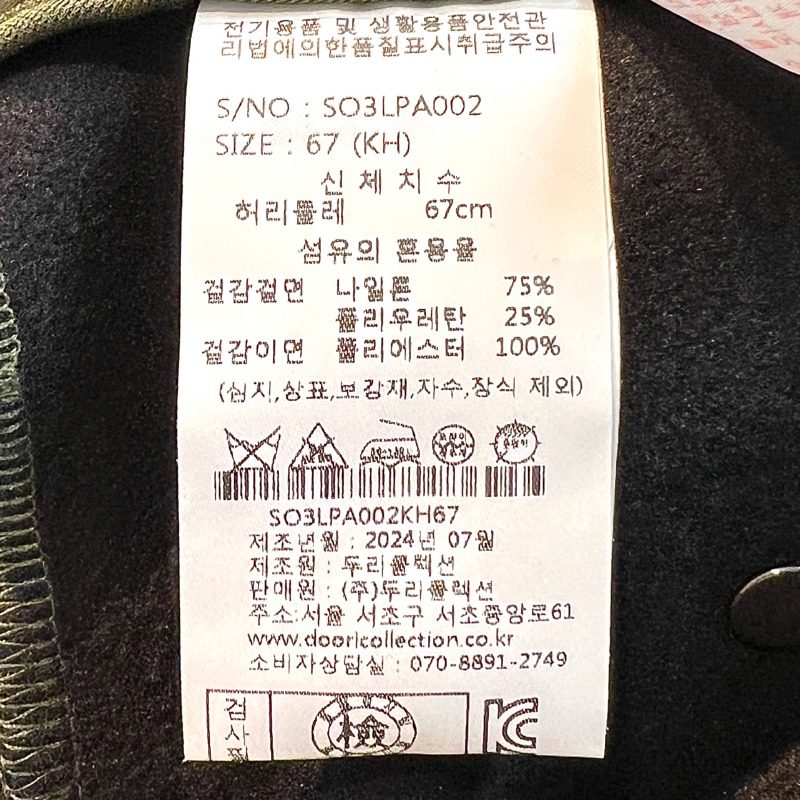 전기용품 및 생활용품안전관
리법에의한품질표시취급주의
S/NO : SO3LPA002
SIZE : 67 (KH)
신 체 치 수
허리둘레 67cm
섬유의 혼용율
겉감겉면 나일론 75%
폴리우레탄 25%
겉감이면 폴리에스터 100%
(심지,상표,보강재,자수,장식 제외)
SO3LPA002KH67
제조년월 : 2024년 07월
제조원 : 두리콜렉션
판매원 : (주)두리콜렉션
주소:서울 서초구 서초중앙로61
www.dooricollection.co.kr
소비자상담실 : 070-8891-2749
검
사
檢